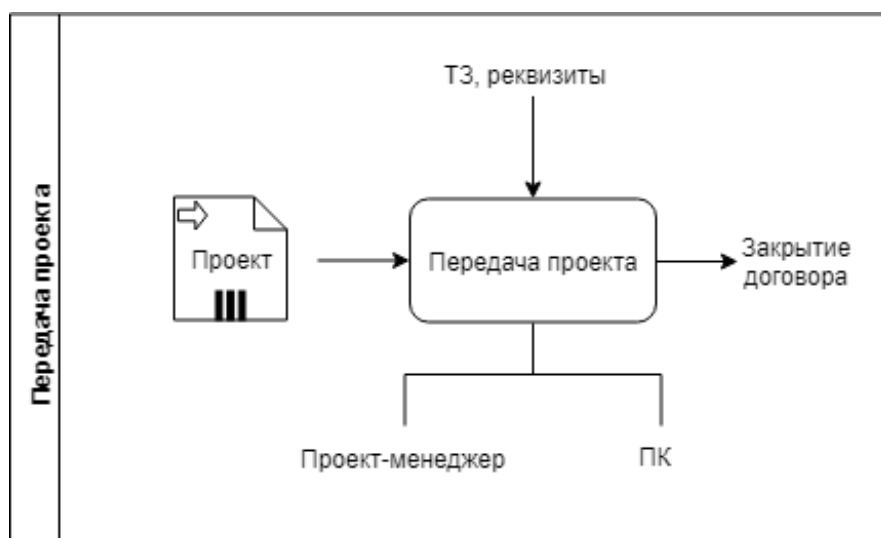 Передача проекта
ТЗ, реквизиты
Проект
Передача проекта
Закрытие
договора
Проект-менеджер
ПК